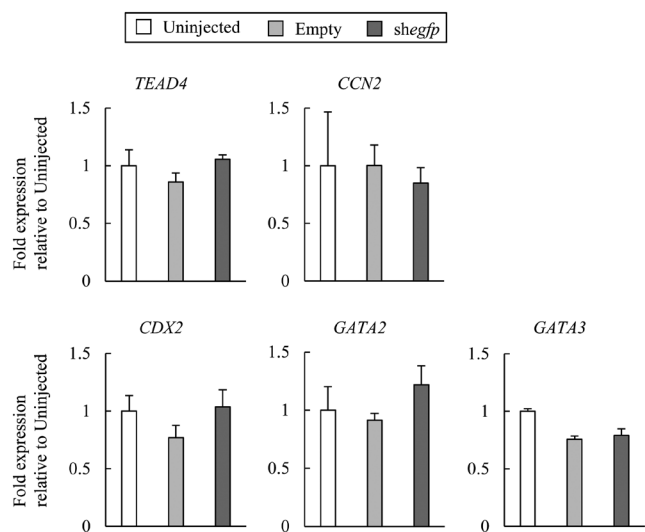 Uninjected Empty shegfp
TEAD4 CCN2
Fold expression
relative to Uninjected
1.5
1
0.5
0
1.5
1
0.5
0
CDX2 GATA2 GATA3
Fold expression
relative to Uninjected
1.5
1
0.5
0
1.5
1
0.5
0
1.5
1
0.5
0